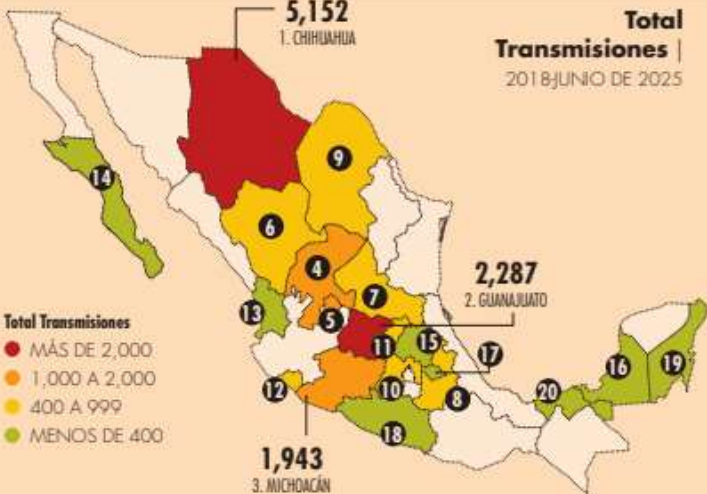 5,152
1. CHIHUAHUA
Total
Transmisiones |
2018-JUNIO DE 2025
9
14
6
4
2,287
2. GUANAJUATO
7
13
5
Total Transmisiones
MÁS DE 2,000
1,000 A 2,000
400 A 999
MENOS DE 400
11
15
17
16
19
12
10
8
20
18
1,943
3. MICHOACÁN